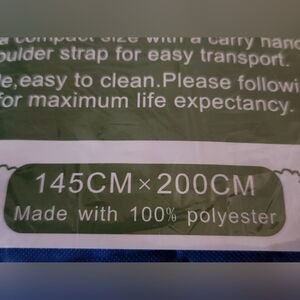 a compact size with a carry hand
oulder strap for easy transport.
le,easy to clean.Please followi
for maximum life expectancy.
145CM×200CM
Made with 100% polyester